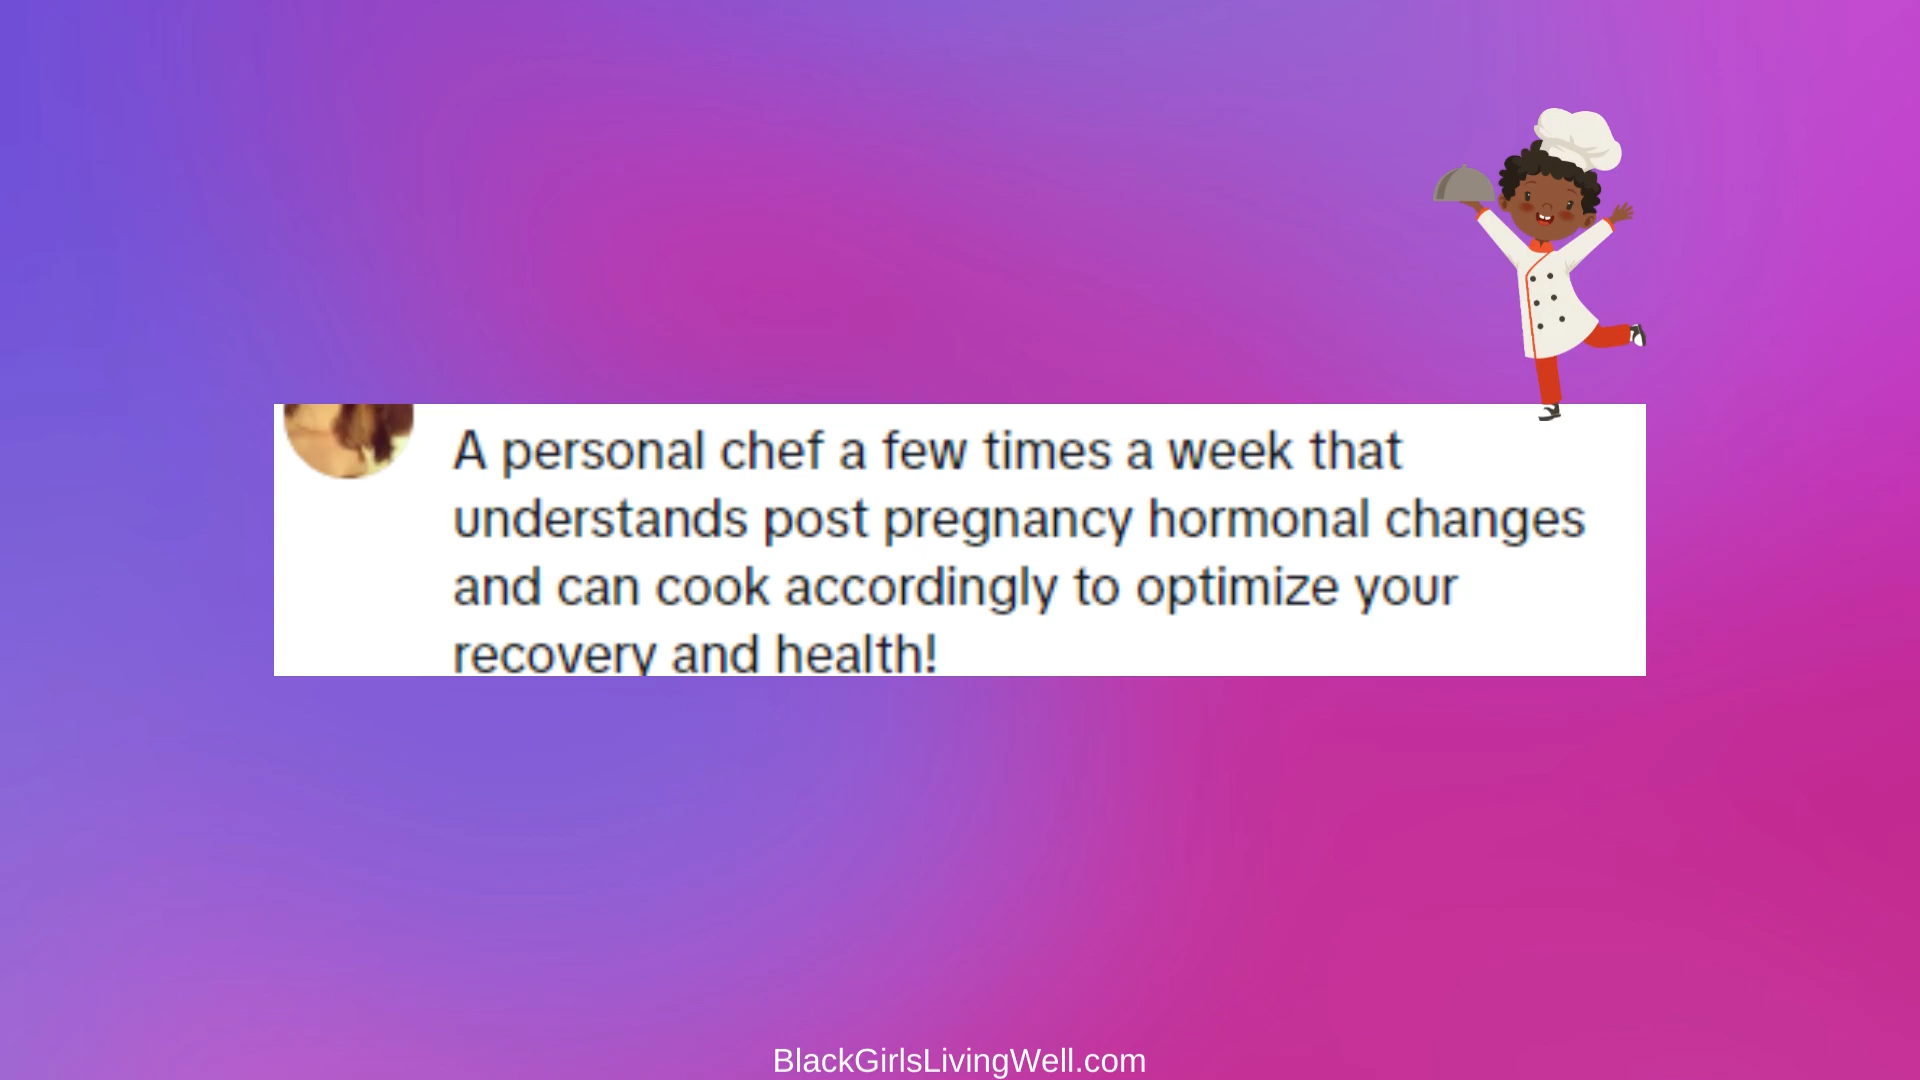 A personal chef a few times a week that
understands post pregnancy hormonal changes
and can cook accordingly to optimize your
recovery and health!
BlackGirlsLivingWell.com